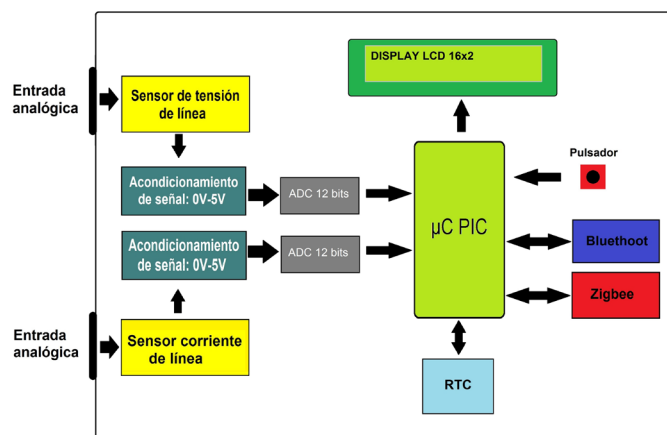 DISPLAY LCD 16x2
Entrada
analógica
Sensor de tensión
de línea
Pulsador
Acondicionamiento
de señal: 0V-5V
ADC 12 bits
µC PIC
Acondicionamiento
de señal: 0V-5V
ADC 12 bits
Bluethoot
Zigbee
Entrada
analógica
Sensor corriente
de línea
RTC